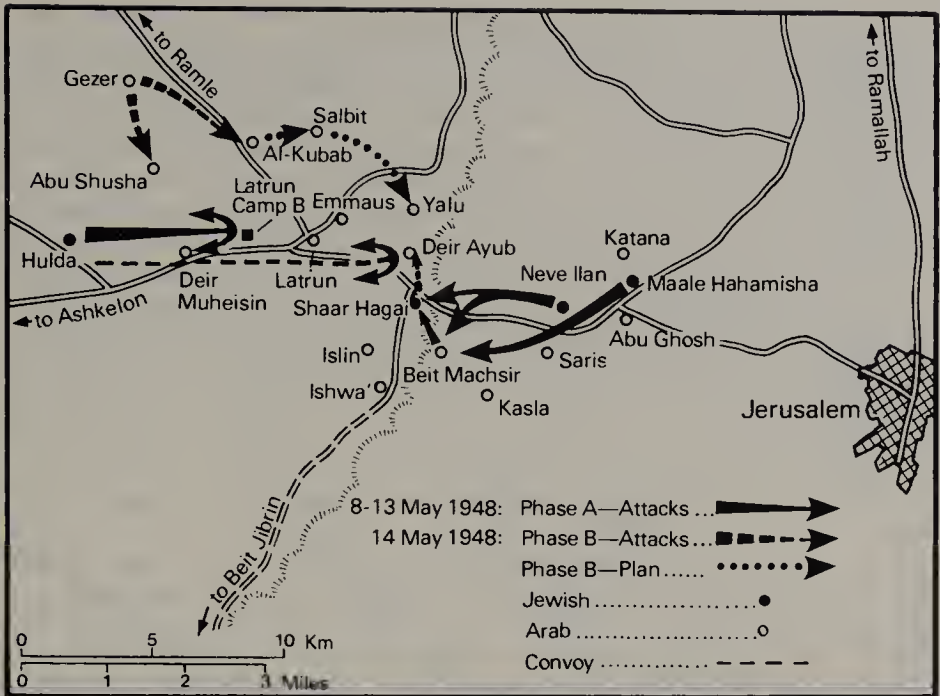 to Ramle
to Ramallah
Gezer
Salbit
Al-Kubab
Abu Shusha
Latrun
Camp B
Emmaus
Yalu
Hulda
Deir Ayub
Katana
Neve Ilan
Maale Hahamisha
Deir
Muheisin
Latrun
Shaar Hagai
to Ashkelon
Abu Ghosh
Islin
Saris
Beit Machsir
Ishwa'
Kasla
Jerusalem
to Beit Jibrin
8-13 May 1948: Phase A—Attacks ...
14 May 1948: Phase B—Attacks ...
Phase B—Plan ......
Jewish ........................
Arab ........................
Convoy .............
0 5 10 Km
0 1 2 3 Miles